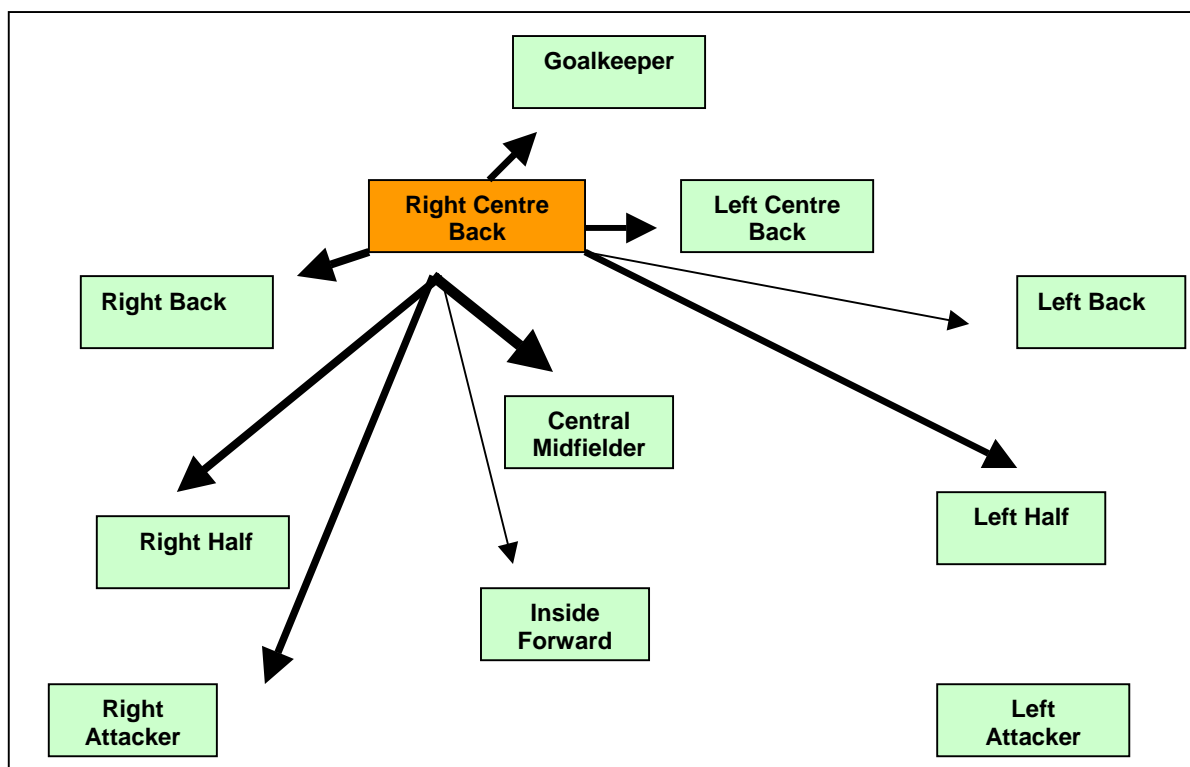 Goalkeeper
Right Centre
Back
Left Centre
Back
Right Back
Left Back
Central
Midfielder
Right Half
Left Half
Inside
Forward
Right
Attacker
Left
Attacker